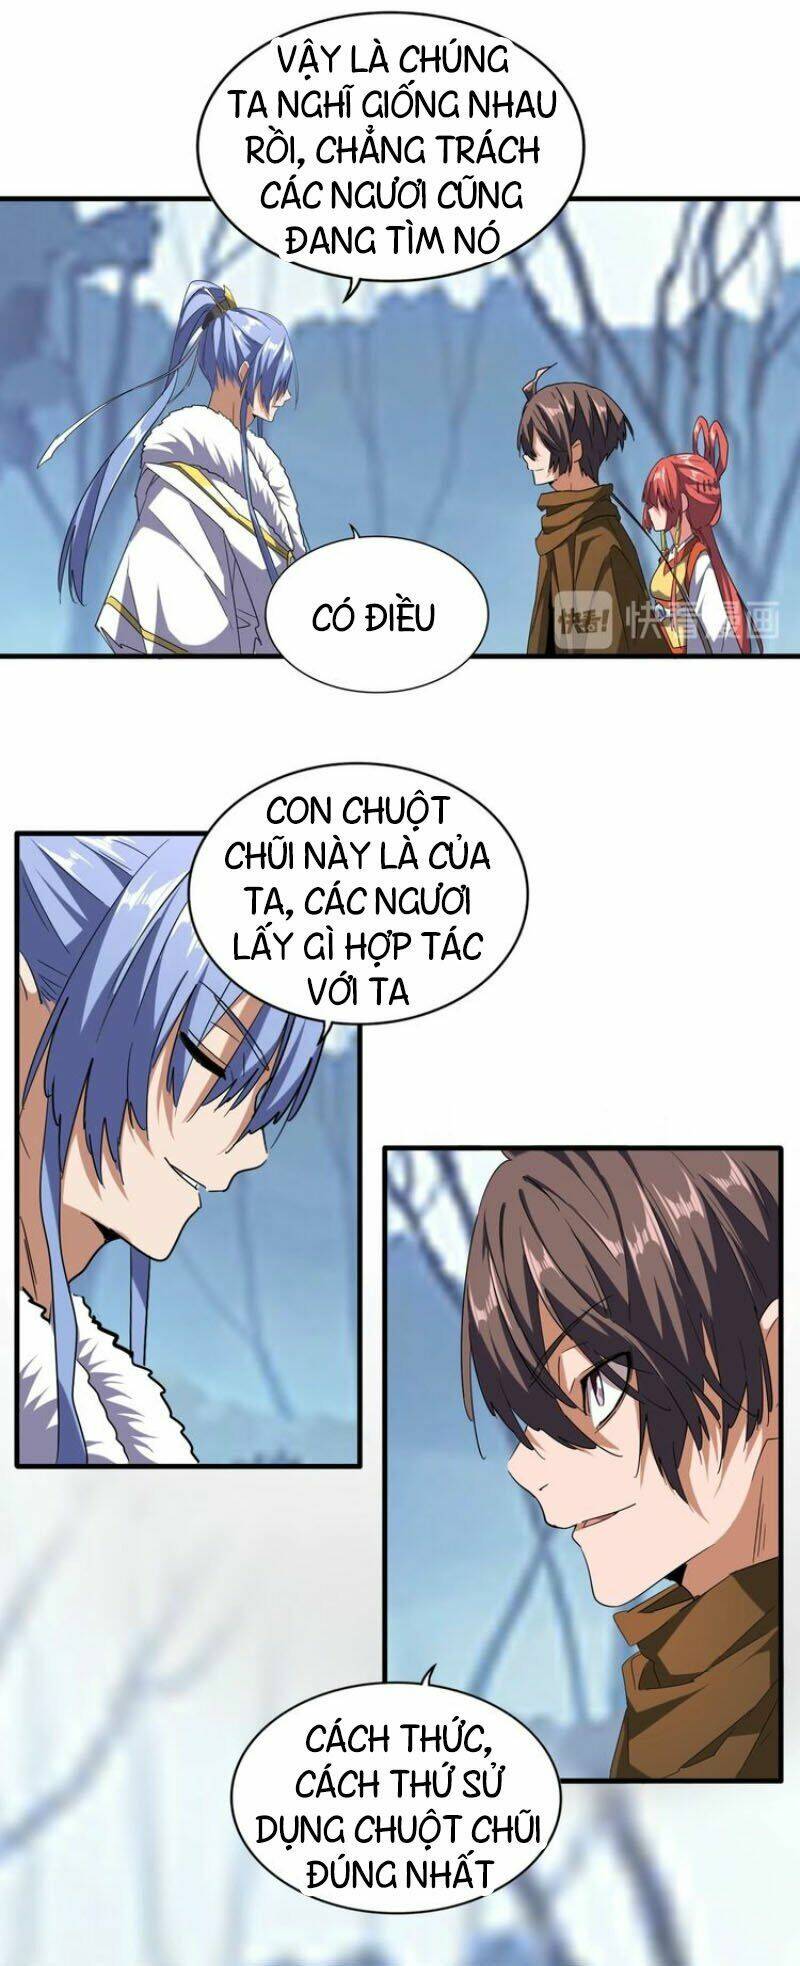 VẬY LÀ CHÚNG
TA NGHĨ GIỐNG NHAU
RỒI, CHẲNG TRÁCH
CÁC NGƯƠI CŨNG
ĐANG TÌM NÓ
CÓ ĐIỀU
快看! 快看漫画
CON CHUỘT
CHŨI NÀY LÀ CỦA
TA, CÁC NGƯƠI
LẤY GÌ HỢP TÁC
VỚI TA
CÁCH THỨC,
CÁCH THỨ SỬ
DỤNG CHUỘT CHŨI
ĐÚNG NHẤT